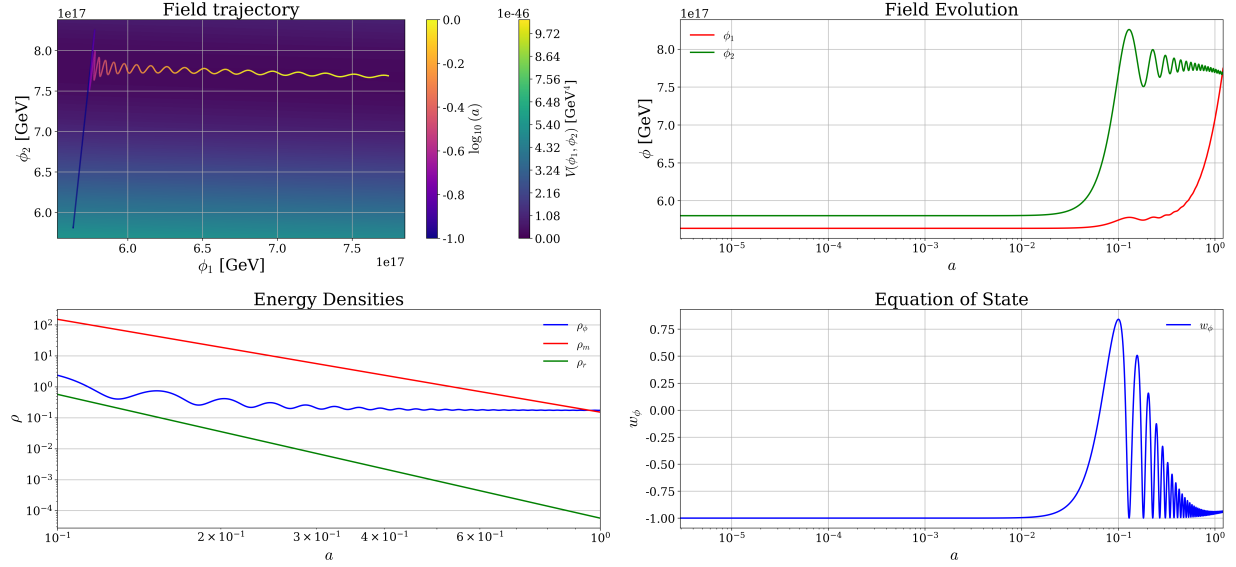 Field trajectory
1e17
8.0
7.5
7.0
6.5
6.0
ϕ₂ [GeV]
6.0
6.5
7.0
7.5
1e17
ϕ₁ [GeV]
0.0
-0.2
-0.4
-0.6
-0.8
-1.0
log₁₀(a)
1e-46
9.72
8.64
7.56
6.48
5.40
4.32
3.24
2.16
1.08
0.00
V(ϕ₁, ϕ₂) [GeV⁴]
Field Evolution
1e17
8.0
7.5
7.0
6.5
6.0
ϕ [GeV]
ϕ₁
ϕ₂
10⁻⁵
10⁻⁴
10⁻³
10⁻²
10⁻¹
10⁰
a
Energy Densities
10²
10¹
10⁰
10⁻¹
10⁻²
10⁻³
10⁻⁴
ρ
ρ_ϕ
ρ_m
ρ_r
10⁻¹
2 × 10⁻¹
3 × 10⁻¹
4 × 10⁻¹
6 × 10⁻¹
10⁰
a
Equation of State
0.75
0.50
0.25
0.00
-0.25
-0.50
-0.75
-1.00
w_ϕ
w_ϕ
10⁻⁵
10⁻⁴
10⁻³
10⁻²
10⁻¹
10⁰
a